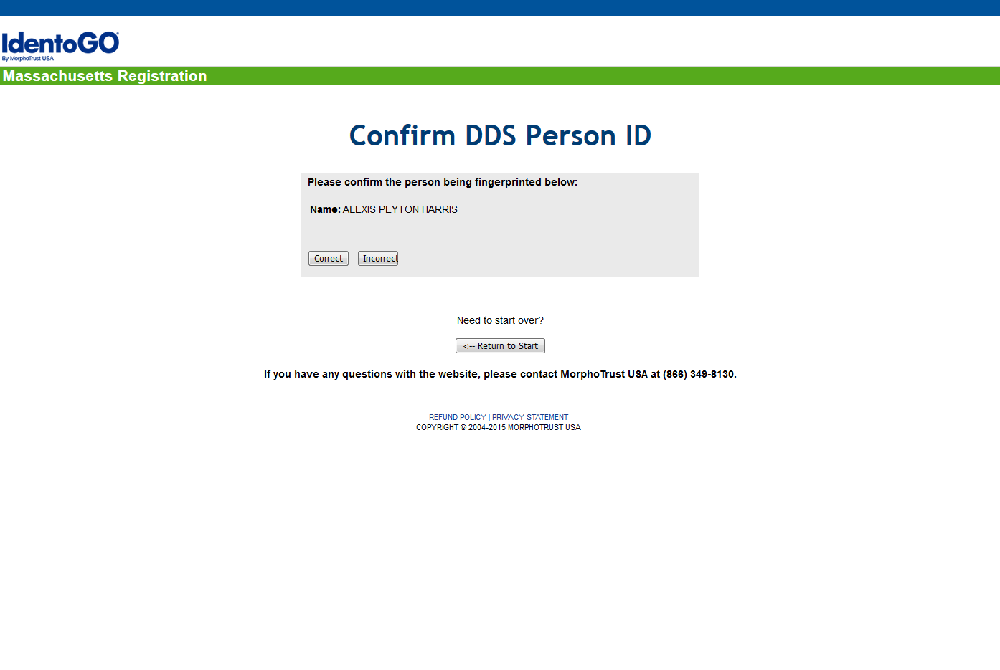 IdentoGO®
By MorphoTrust USA
Massachusetts Registration
Confirm DDS Person ID
Please confirm the person being fingerprinted below:
Name: ALEXIS PEYTON HARRIS
Correct Incorrect
Need to start over?
<-- Return to Start
If you have any questions with the website, please contact MorphoTrust USA at (866) 349-8130.
REFUND POLICY | PRIVACY STATEMENT
COPYRIGHT © 2004-2015 MORPHOTRUST USA